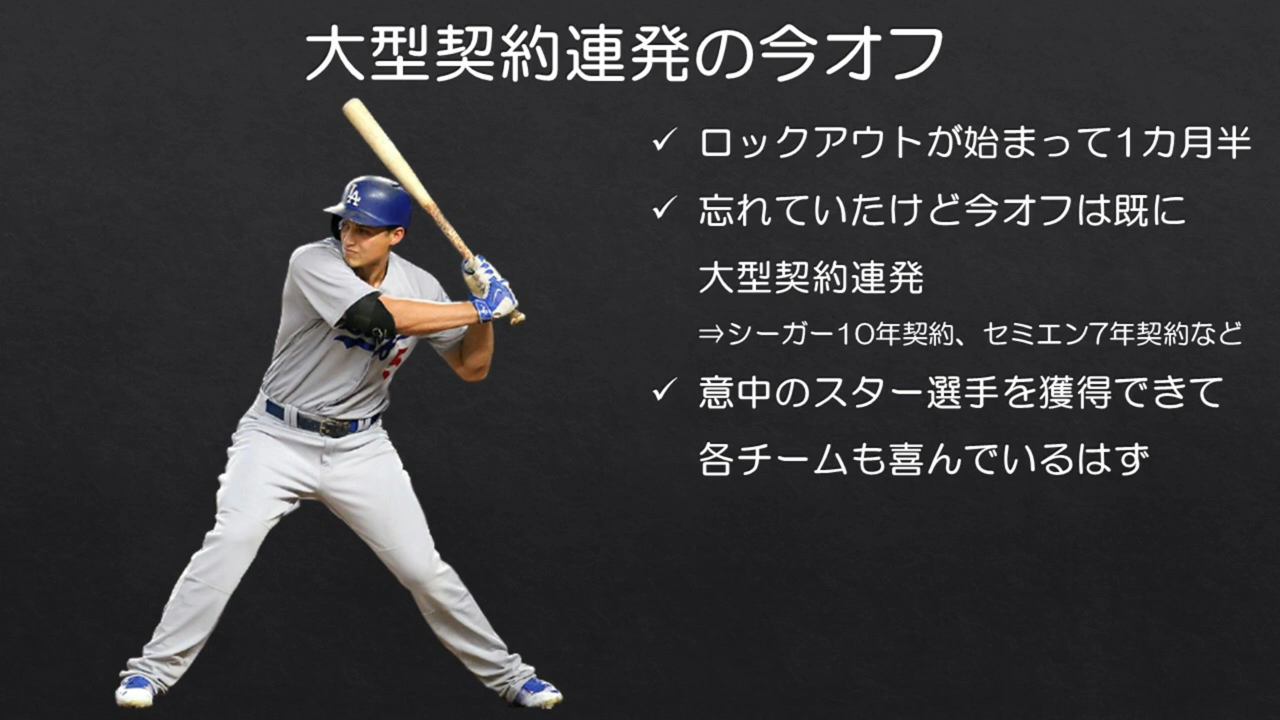 大型契約連発の今オフ
✓ ロックアウトが始まって1カ月半
✓ 忘れていたけど今オフは既に
大型契約連発
⇒シーガー10年契約、セミエン7年契約など
✓ 意中のスター選手を獲得できて
各チームも喜んでいるはず
LA
5